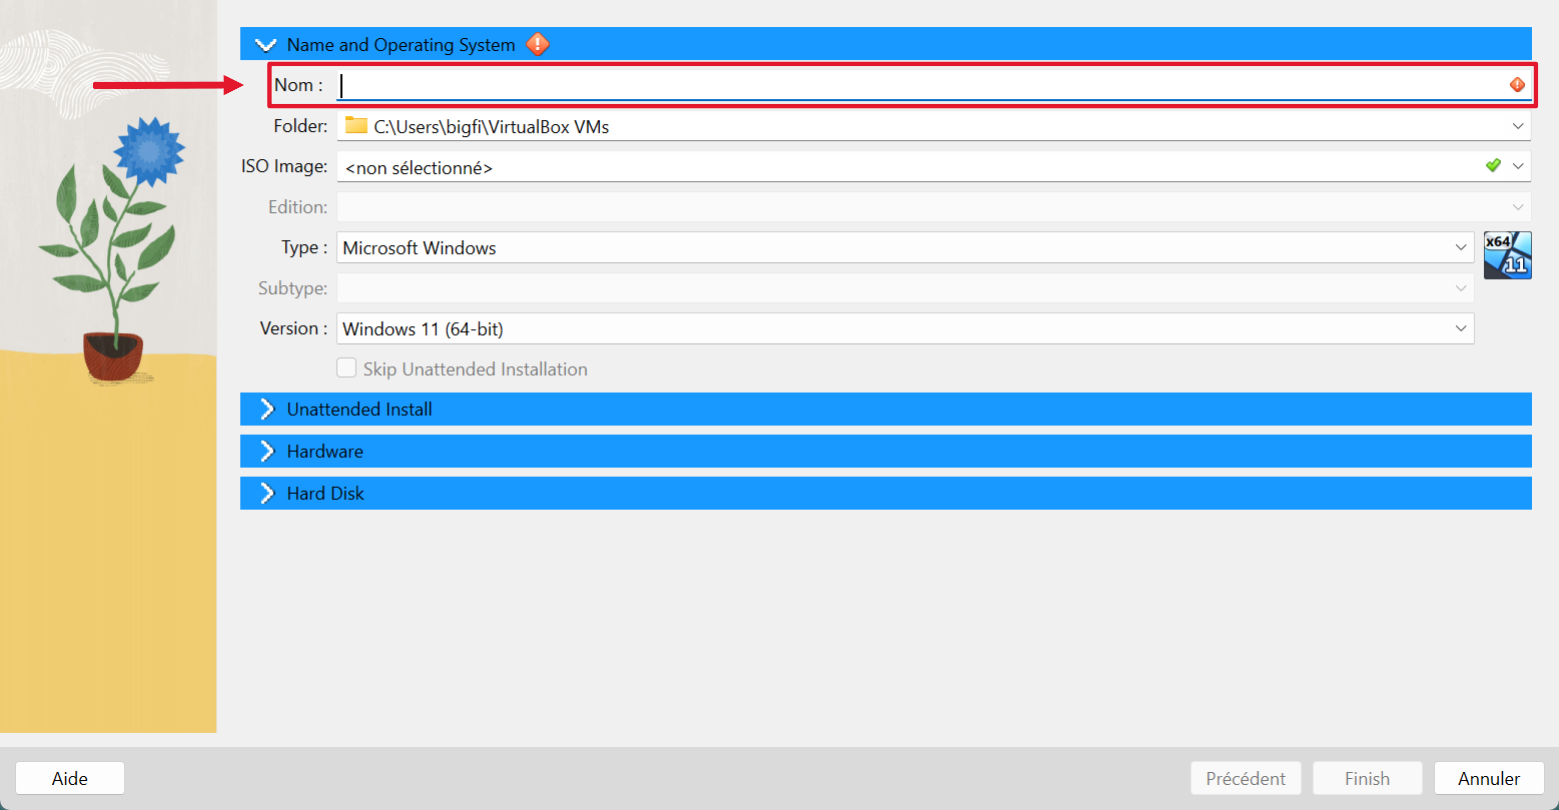 Name and Operating System
Nom :
Folder: C:\Users\bigfi\VirtualBox VMs
ISO Image: <non sélectionné>
Edition:
Type : Microsoft Windows
x64
11
Subtype:
Version : Windows 11 (64-bit)
Skip Unattended Installation
Unattended Install
Hardware
Hard Disk
Aide Précédent Finish Annuler